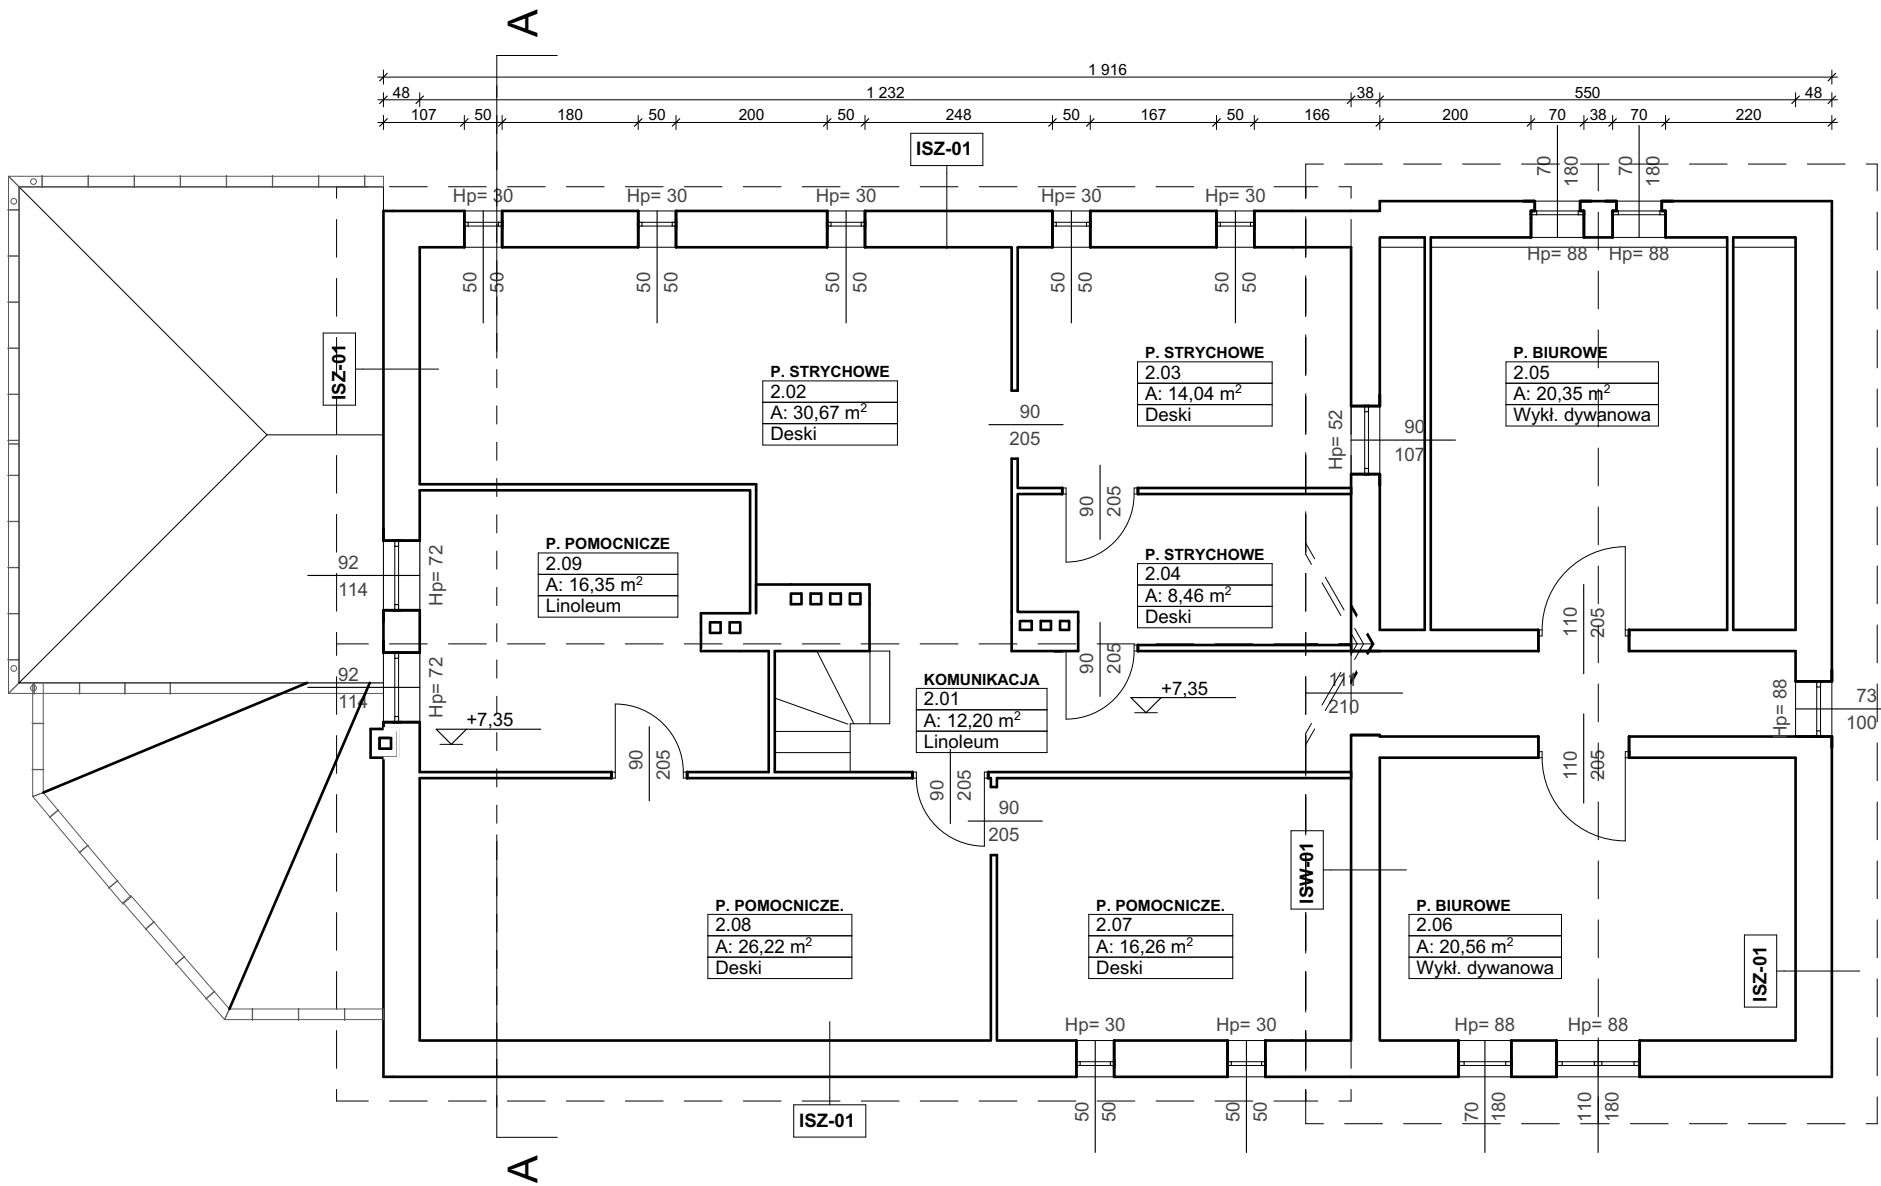 A
1 916
48
1 232
38
550
48
107
50
180
50
200
50
248
50
167
50
166
200
70
38
70
220
ISZ-01
70
180
70
180
Hp= 30
Hp= 30
Hp= 30
Hp= 30
Hp= 30
Hp= 88
Hp= 88
50
50
50
50
50
50
50
50
50
50
ISZ-01
P. STRYCHOWE
2.02
A: 30,67 m²
Deski
P. STRYCHOWE
2.03
A: 14,04 m²
Deski
P. BIUROWE
2.05
A: 20,35 m²
Wykł. dywanowa
90
205
Hp= 52
90
107
90
205
P. POMOCNICZE
2.09
A: 16,35 m²
Linoleum
P. STRYCHOWE
2.04
A: 8,46 m²
Deski
92
114
Hp= 72
110
205
92
114
Hp= 72
90
205
KOMUNIKACJA
2.01
A: 12,20 m²
Linoleum
+7,35
111
210
Hp= 88
73
100
+7,35
90
205
90
205
90
205
110
205
ISW-01
P. POMOCNICZE.
2.08
A: 26,22 m²
Deski
P. POMOCNICZE.
2.07
A: 16,26 m²
Deski
P. BIUROWE
2.06
A: 20,56 m²
Wykł. dywanowa
ISZ-01
Hp= 30
Hp= 30
Hp= 88
Hp= 88
ISZ-01
50
50
50
50
70
180
110
180
A